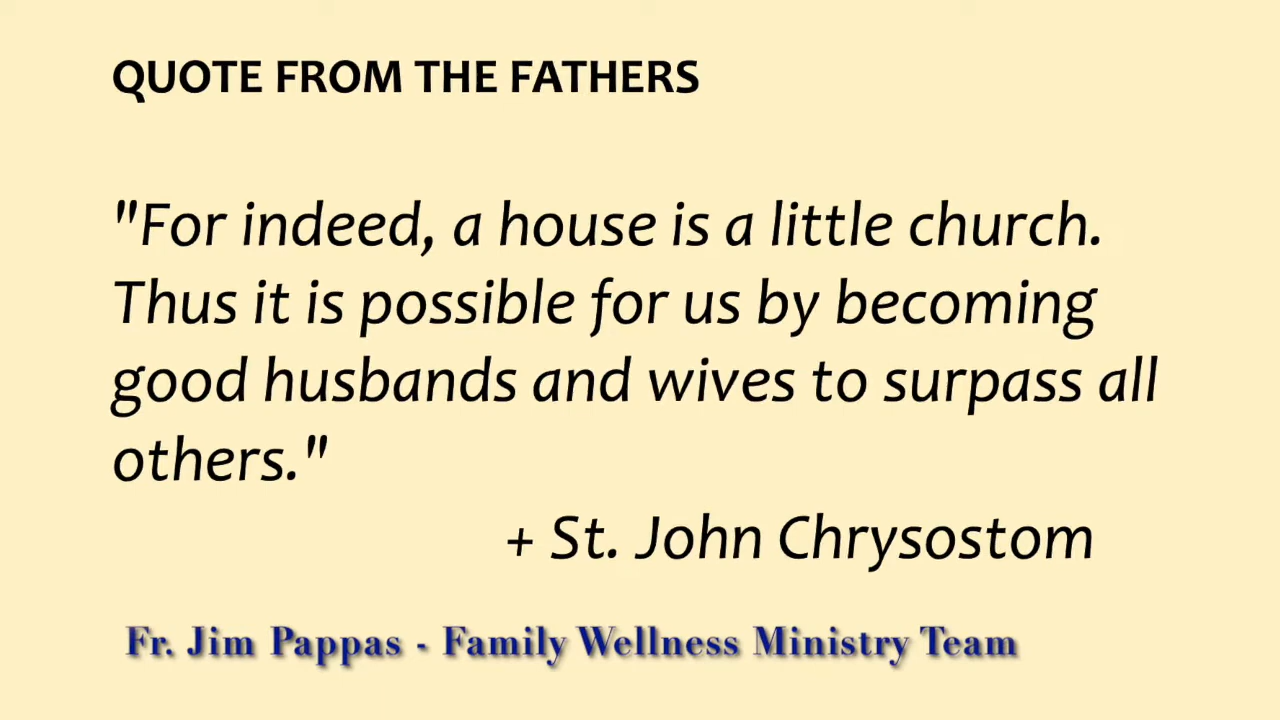 QUOTE FROM THE FATHERS
"For indeed, a house is a little church.
Thus it is possible for us by becoming
good husbands and wives to surpass all
others."
+ St. John Chrysostom
Fr. Jim Pappas - Family Wellness Ministry Team